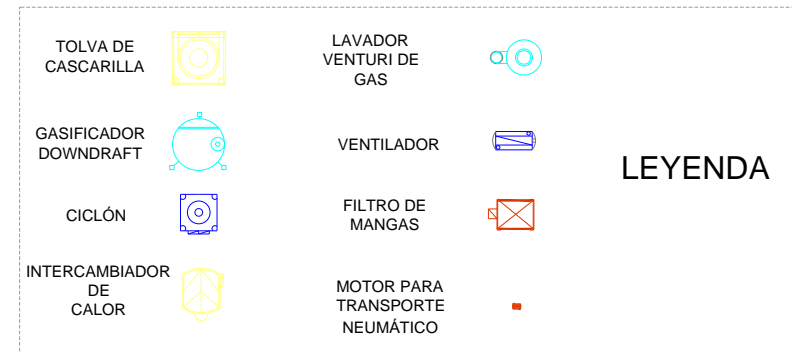 TOLVA DE
CASCARILLA
GASIFICADOR
DOWNDRAFT
CICLÓN
INTERCAMBIADOR
DE
CALOR
LAVADOR
VENTURI DE
GAS
VENTILADOR
FILTRO DE
MANGAS
MOTOR PARA
TRANSPORTE
NEUMÁTICO
LEYENDA